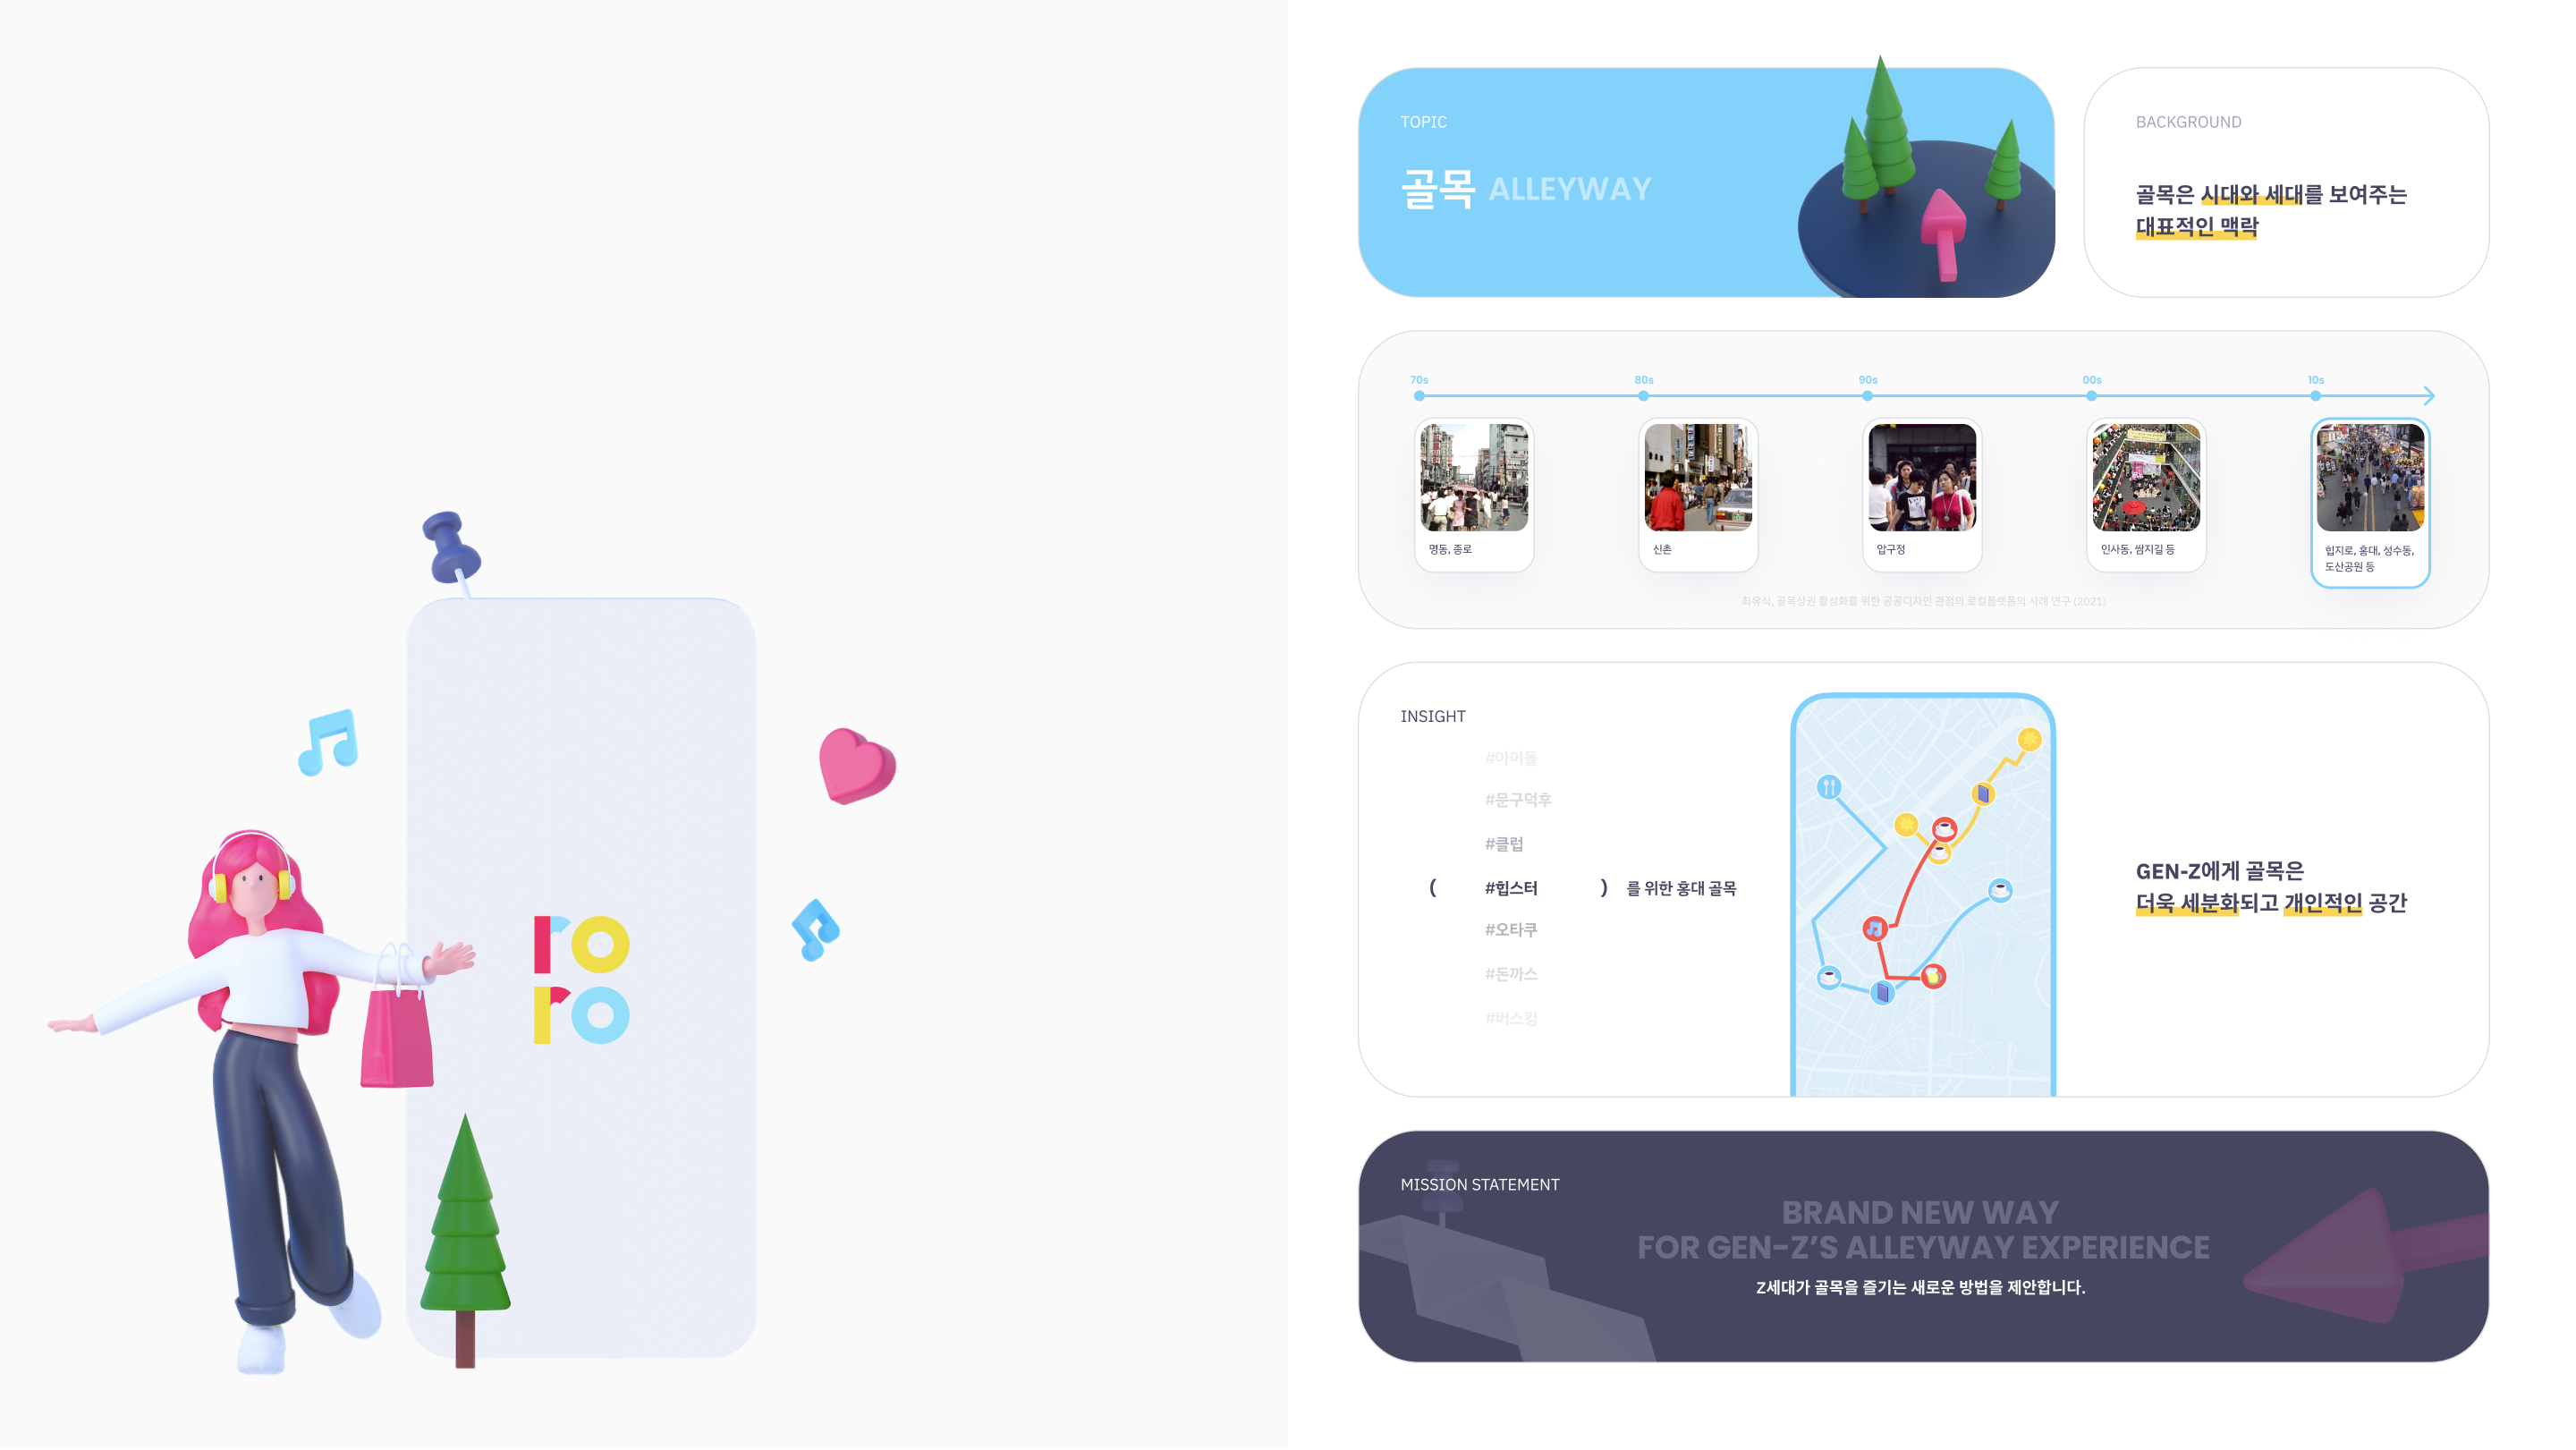 ro
ro
TOPIC
골목 ALLEYWAY
BACKGROUND
골목은 시대와 세대를 보여주는
대표적인 맥락
70s
80s
90s
00s
10s
명동, 종로
신촌
압구정
인사동, 쌈지길 등
힙지로, 홍대, 성수동,
도산공원 등
최유식, 골목상권 활성화를 위한 공공디자인 관점의 로컬플랫폼의 사례 연구 (2021)
INSIGHT
#아이돌
#문구덕후
#클럽
( #힙스터 ) 를 위한 홍대 골목
#오타쿠
#돈까스
#버스킹
GEN-Z에게 골목은
더욱 세분화되고 개인적인 공간
MISSION STATEMENT
BRAND NEW WAY
FOR GEN-Z’S ALLEYWAY EXPERIENCE
Z세대가 골목을 즐기는 새로운 방법을 제안합니다.